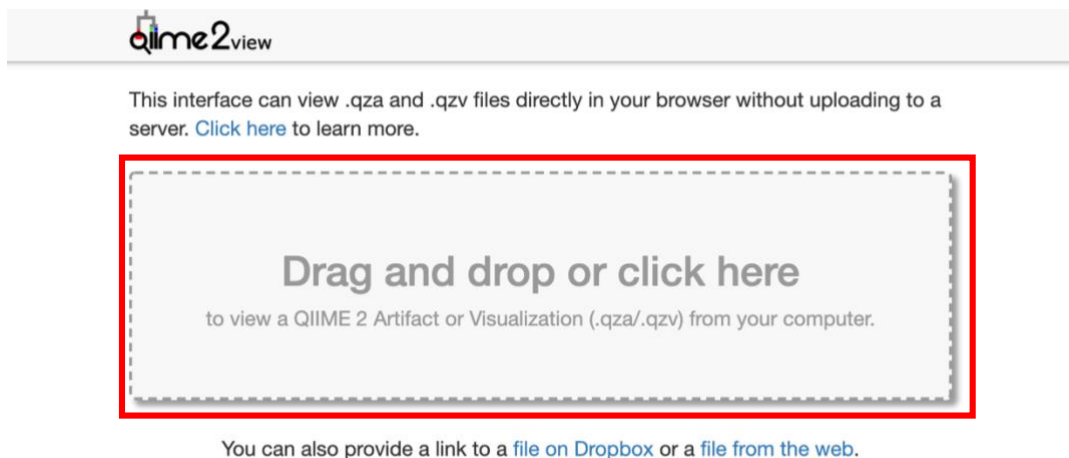 qiime2view
This interface can view .qza and .qzv files directly in your browser without uploading to a
server. Click here to learn more.
Drag and drop or click here
to view a QIIME 2 Artifact or Visualization (.qza/.qzv) from your computer.
You can also provide a link to a file on Dropbox or a file from the web.